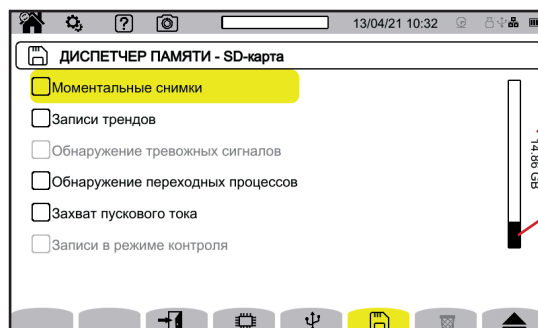 13/04/21 10:32
ДИСПЕТЧЕР ПАМЯТИ - SD-карта
Моментальные снимки
Записи трендов
Обнаружение тревожных сигналов
Обнаружение переходных процессов
Захват пускового тока
Записи в режиме контроля
14.86 GB